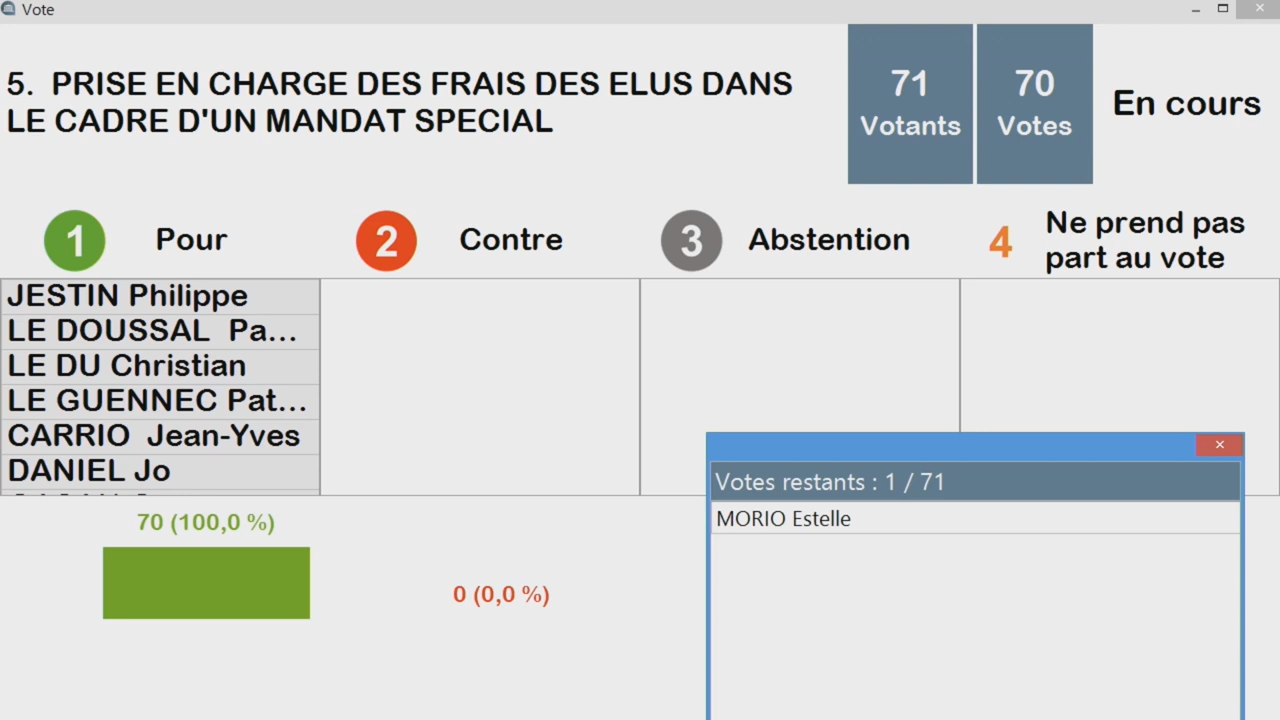 Vote
5. PRISE EN CHARGE DES FRAIS DES ELUS DANS
LE CADRE D'UN MANDAT SPECIAL
71
Votants
70
Votes
En cours
1 Pour
2 Contre
3 Abstention
4 Ne prend pas
part au vote
JESTIN Philippe
LE DOUSSAL Pa...
LE DU Christian
LE GUENNEC Pat...
CARRIO Jean-Yves
DANIEL Jo
70 (100,0 %)
0 (0,0 %)
Votes restants : 1 / 71
MORIO Estelle